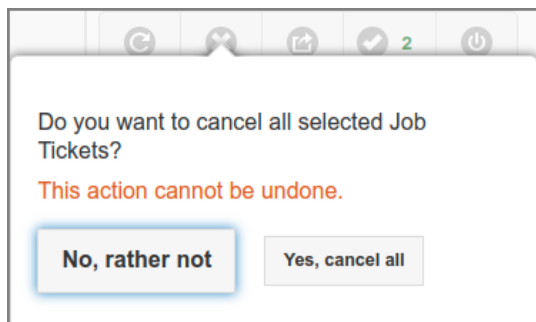 2
Do you want to cancel all selected Job
Tickets?
This action cannot be undone.
No, rather not
Yes, cancel all